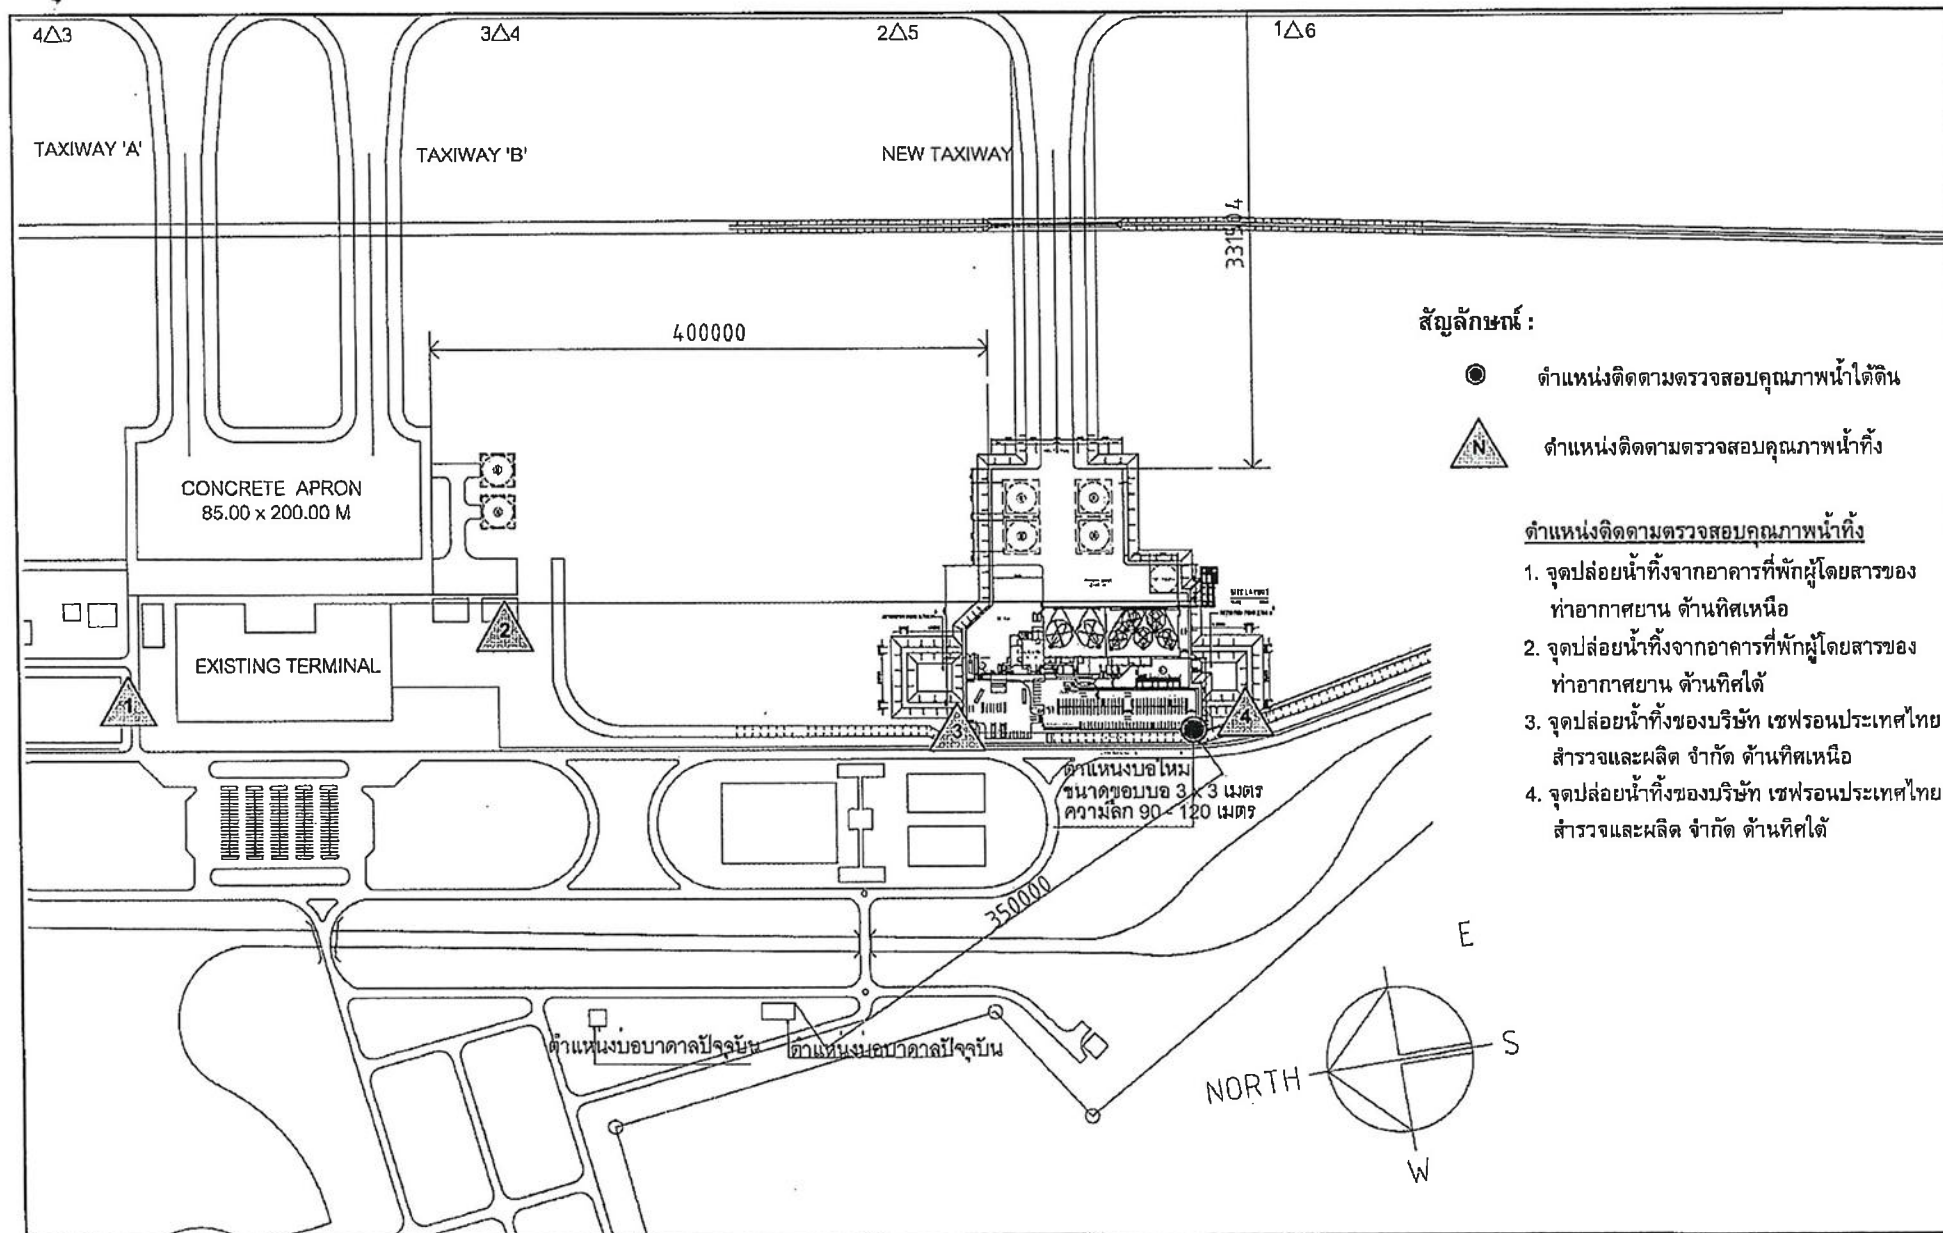 4△3
3△4
2△5
1△6
TAXIWAY 'A'
TAXIWAY 'B'
NEW TAXIWAY
400000
สัญลักษณ์ :
ตำแหน่งติดตามตรวจสอบคุณภาพน้ำใต้ดิน
N
ตำแหน่งติดตามตรวจสอบคุณภาพน้ำทิ้ง
CONCRETE APRON
85.00 x 200.00 M
ตำแหน่งติดตามตรวจสอบคุณภาพน้ำทิ้ง
1. จุดปล่อยน้ำทิ้งจากอาคารที่พักผู้โดยสารของ
ท่าอากาศยาน ด้านทิศเหนือ
2. จุดปล่อยน้ำทิ้งจากอาคารที่พักผู้โดยสารของ
ท่าอากาศยาน ด้านทิศใต้
3. จุดปล่อยน้ำทิ้งของบริษัท เชฟรอนประเทศไทย
สำรวจและผลิต จำกัด ด้านทิศเหนือ
4. จุดปล่อยน้ำทิ้งของบริษัท เชฟรอนประเทศไทย
สำรวจและผลิต จำกัด ด้านทิศใต้
EXISTING TERMINAL
1
2
3
4
ตำแหน่งบ่อใหม่
ขนาดขอบบ่อ 3 x 3 เมตร
ความลึก 90 - 120 เมตร
350000
ตำแหน่งบ่อบาดาลปัจจุบัน
ตำแหน่งบ่อบาดาลปัจจุบัน
E
S
NORTH
W